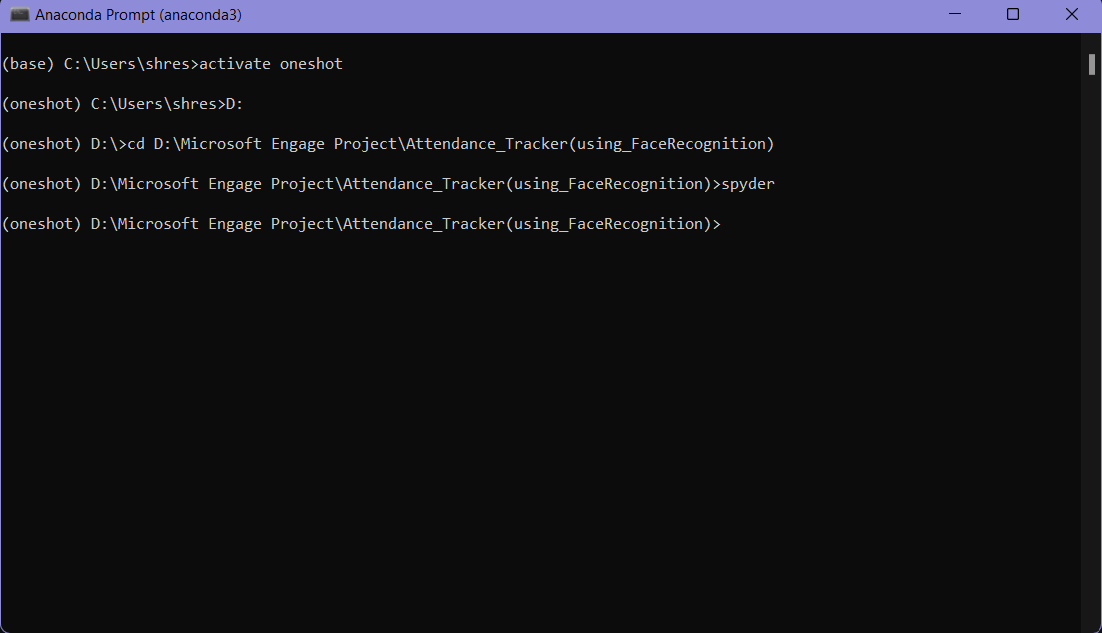 Anaconda Prompt (anaconda3)
(base) C:\Users\shres>activate oneshot
(oneshot) C:\Users\shres>D:
(oneshot) D:\>cd D:\Microsoft Engage Project\Attendance_Tracker(using_FaceRecognition)
(oneshot) D:\Microsoft Engage Project\Attendance_Tracker(using_FaceRecognition)>spyder
(oneshot) D:\Microsoft Engage Project\Attendance_Tracker(using_FaceRecognition)>